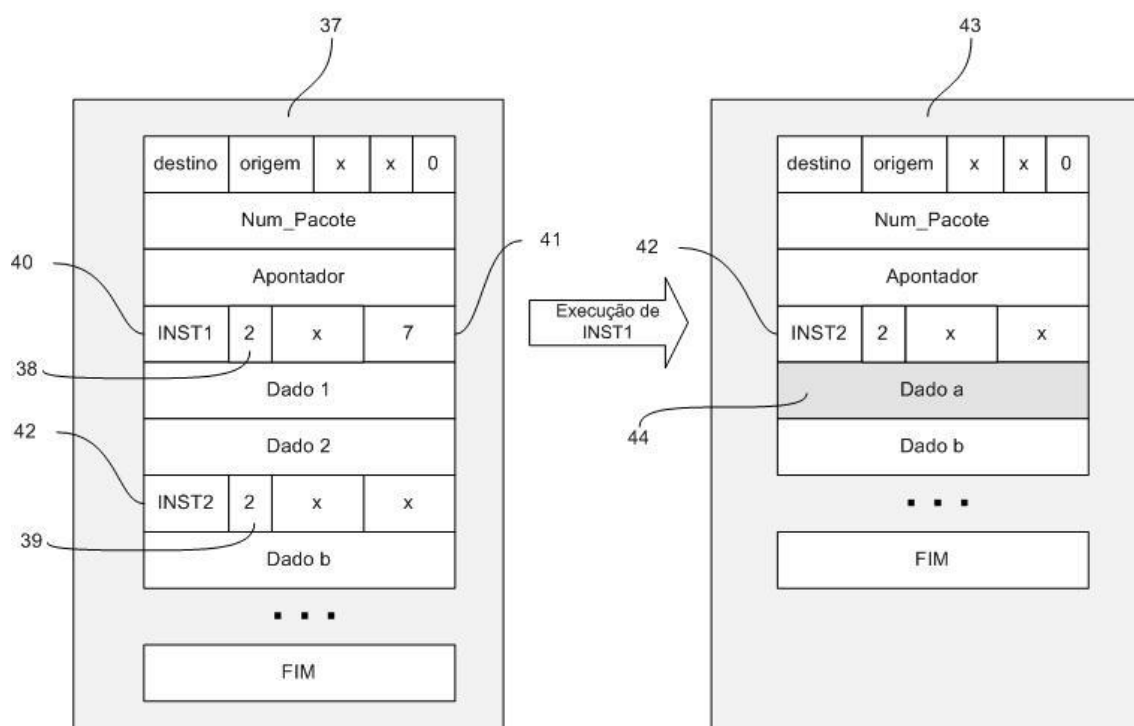 37
43
destino origem x x 0
Num_Pacote
Apontador
40
41
INST1 2 x 7
38
Dado 1
42
Dado 2
INST2 2 x x
39
Dado b
FIM
Execução de
INST1
destino origem x x 0
Num_Pacote
Apontador
42
INST2 2 x x
Dado a
44
Dado b
FIM